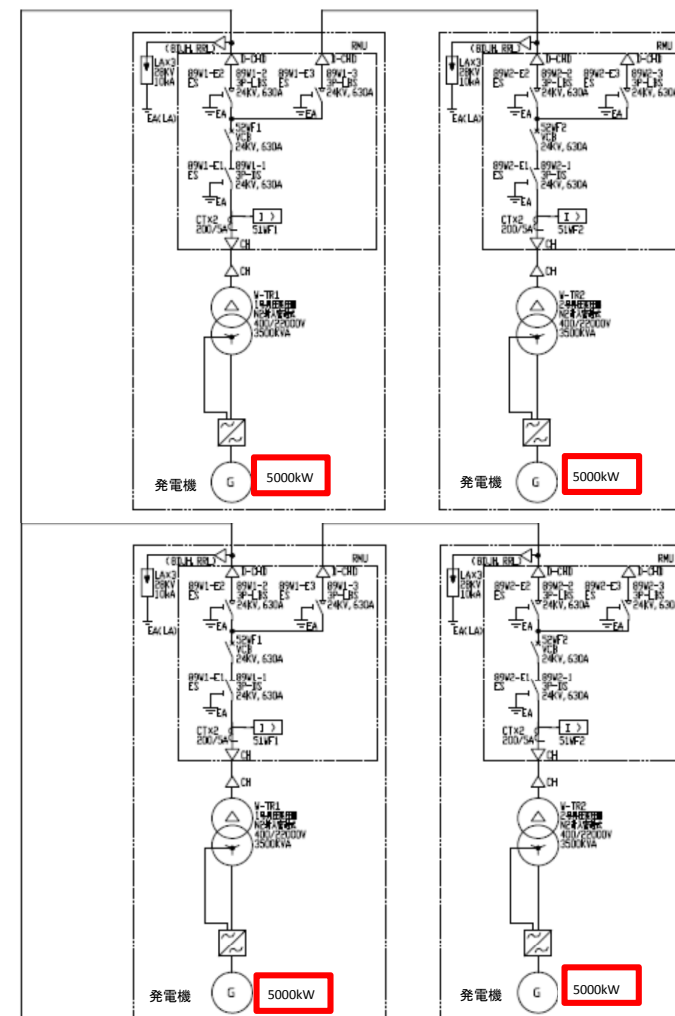 RMU
LAX3
28KV
10kA
EA(LA)
D-CHD
D-CHD
89W1-E2
ES
89W1-2
3P-LBS
24KV, 630A
89W1-E3
ES
89W1-3
3P-LBS
24KV, 630A
EA
EA
52WF1
VCB
24KV, 630A
89W1-E1
ES
89W1-1
3P-DS
24KV, 630A
EA
CTX2
200/5A
I >
51WF1
CH
CH
W-TR1
400/22000V
3500KVA
発電機
G
5000kW
RMU
LAX3
28KV
10kA
EA(LA)
D-CHD
D-CHD
89W2-E2
ES
89W2-2
3P-LBS
24KV, 630A
89W2-E3
ES
89W2-3
3P-LBS
24KV, 630A
EA
EA
52WF2
VCB
24KV, 630A
89W2-E1
ES
89W2-1
3P-DS
24KV, 630A
EA
CTX2
200/5A
I >
51WF2
CH
CH
W-TR2
400/22000V
3500KVA
発電機
G
5000kW
RMU
LAX3
28KV
10kA
EA(LA)
D-CHD
D-CHD
89W1-E2
ES
89W1-2
3P-LBS
24KV, 630A
89W1-E3
ES
89W1-3
3P-LBS
24KV, 630A
EA
EA
52WF1
VCB
24KV, 630A
89W1-E1
ES
89W1-1
3P-DS
24KV, 630A
EA
CTX2
200/5A
I >
51WF1
CH
CH
W-TR1
400/22000V
3500KVA
発電機
G
5000kW
RMU
LAX3
28KV
10kA
EA(LA)
D-CHD
D-CHD
89W2-E2
ES
89W2-2
3P-LBS
24KV, 630A
89W2-E3
ES
89W2-3
3P-LBS
24KV, 630A
EA
EA
52WF2
VCB
24KV, 630A
89W2-E1
ES
89W2-1
3P-DS
24KV, 630A
EA
CTX2
200/5A
I >
51WF2
CH
CH
W-TR2
400/22000V
3500KVA
発電機
G
5000kW